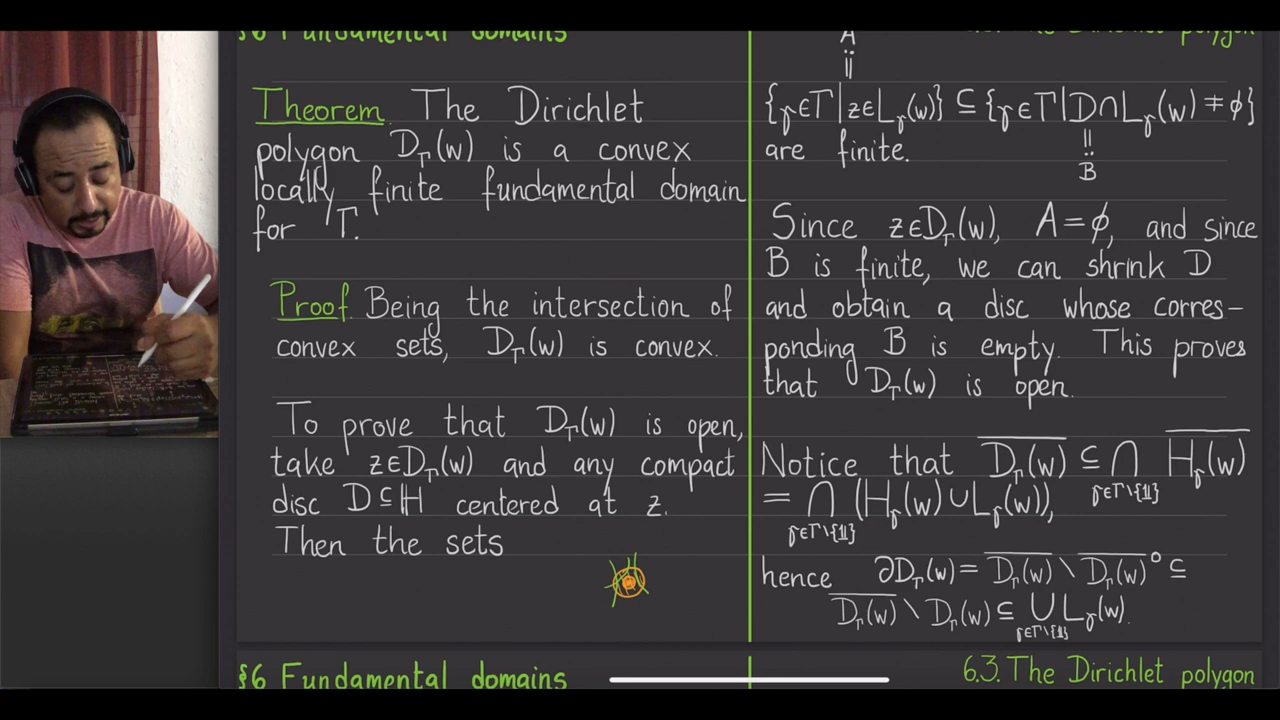 §6 Fundamental domains
Theorem. The Dirichlet
polygon D_Γ(w) is a convex
locally finite fundamental domain
for Γ.
Proof. Being the intersection of
convex sets, D_Γ(w) is convex.
To prove that D_Γ(w) is open,
take z∈D_Γ(w) and any compact
disc D⊆ℍ centered at z.
Then the sets
A
{γ∈Γ|z∈L_γ(w)} ⊆ {γ∈Γ|D∩L_γ(w)≠ϕ}
are finite.
B
Since z∈D_Γ(w), A=ϕ, and since
B is finite, we can shrink D
and obtain a disc whose corres-
ponding B is empty. This proves
that D_Γ(w) is open.
Notice that \overline{D_Γ(w)} ⊆ ∩_{γ∈Γ\{𝟙}} \overline{H_γ(w)}
= ∩_{γ∈Γ\{𝟙}} (H_γ(w)∪L_γ(w)),
hence ∂D_Γ(w) = \overline{D_Γ(w)} \ \overline{D_Γ(w)}° ⊆
\overline{D_Γ(w)} \ D_Γ(w) ⊆ ∪_{γ∈Γ\{𝟙}} L_γ(w).
§6 Fundamental domains
6.3. The Dirichlet polygon